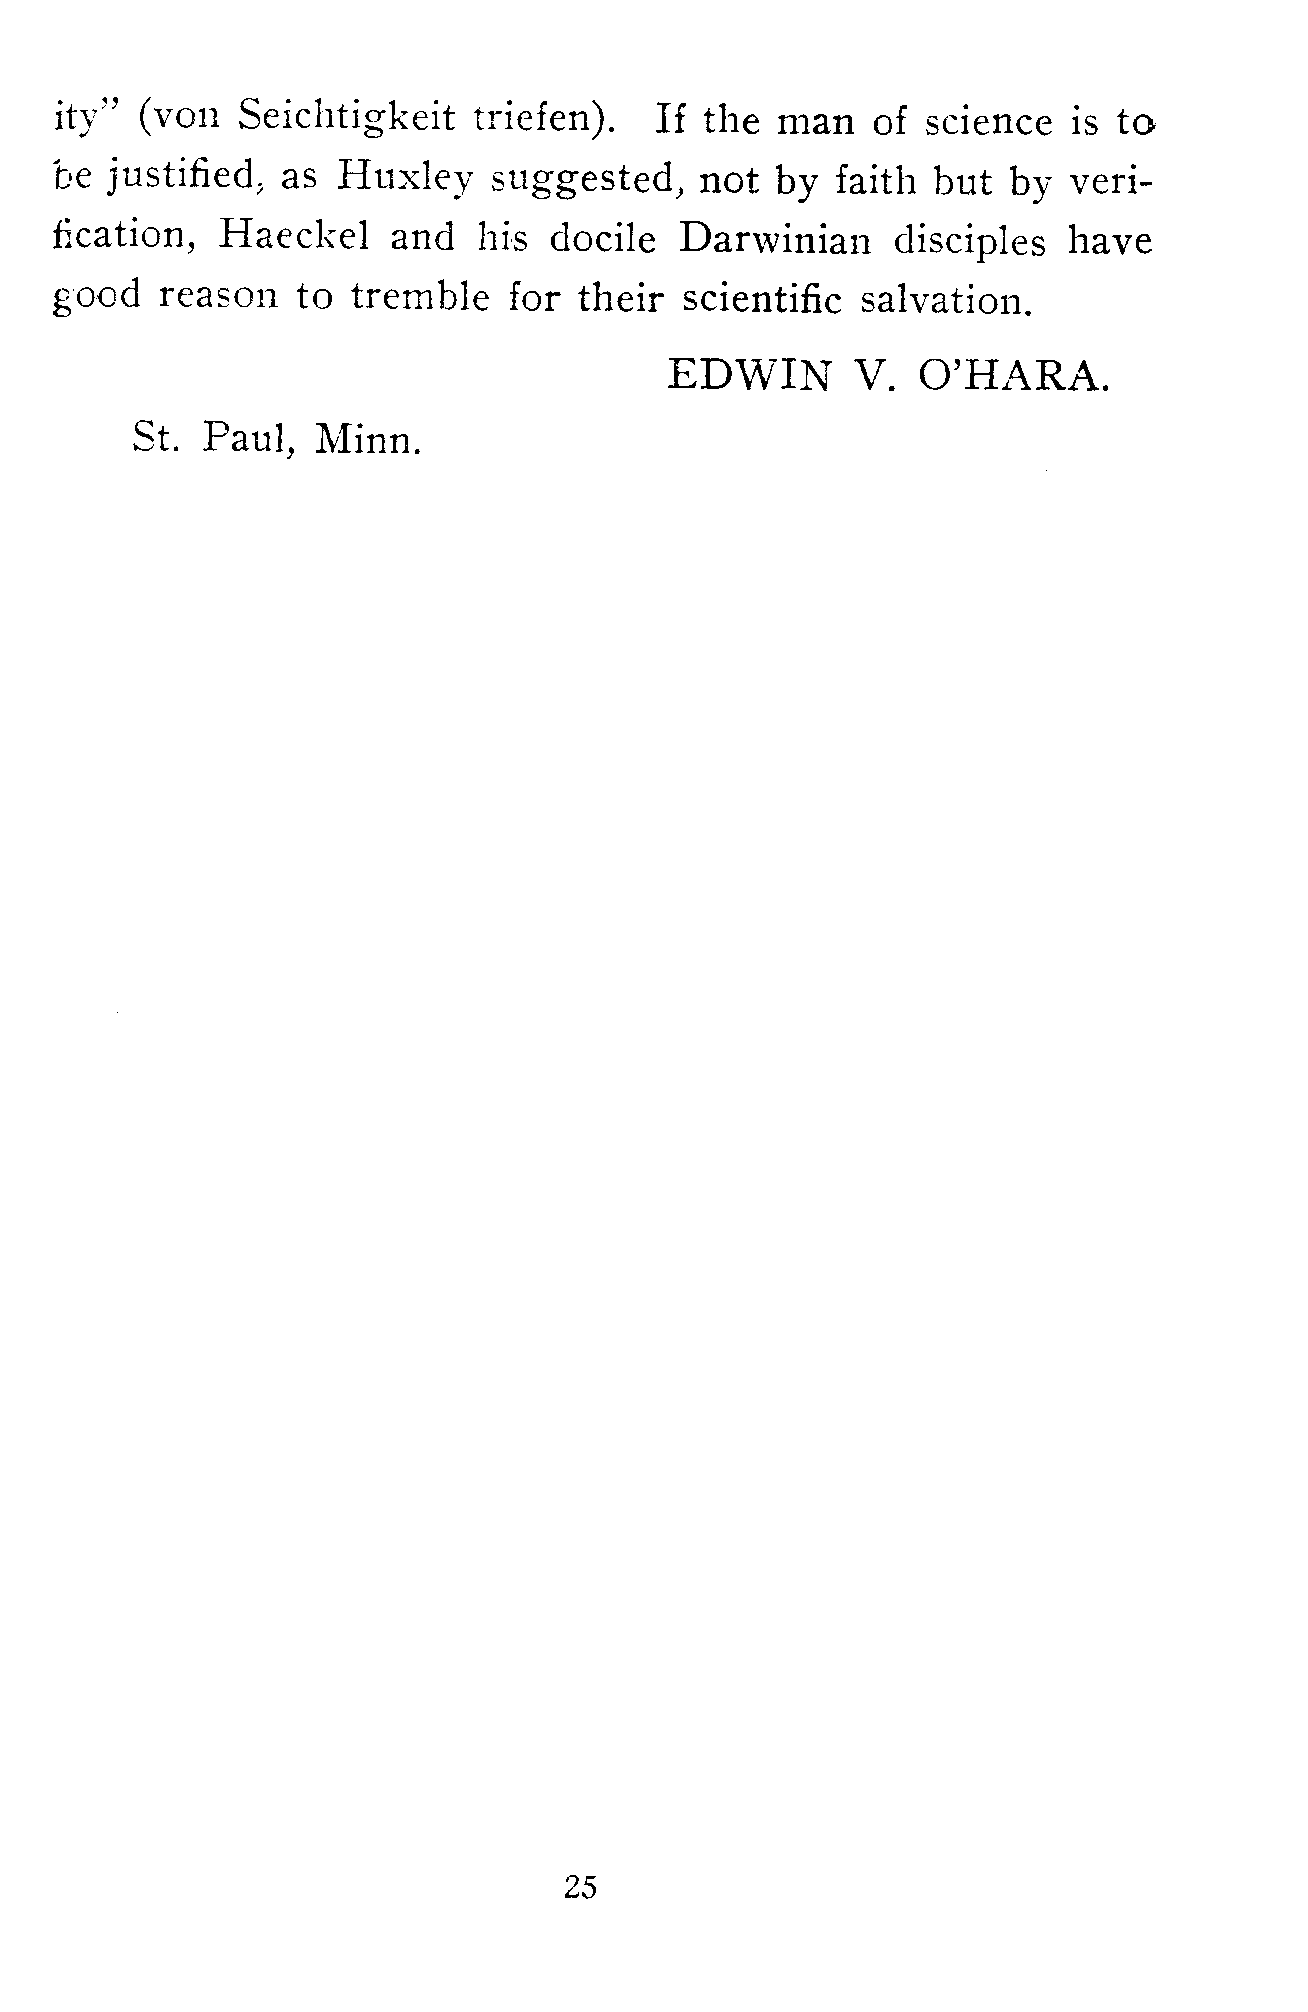 ity” (von Seichtigkeit triefen). If the man of science is to
be justified, as Huxley suggested, not by faith but by veri-
fication, Haeckel and his docile Darwinian disciples have
good reason to tremble for their scientific salvation.
EDWIN V. O’HARA.
St. Paul, Minn.
25